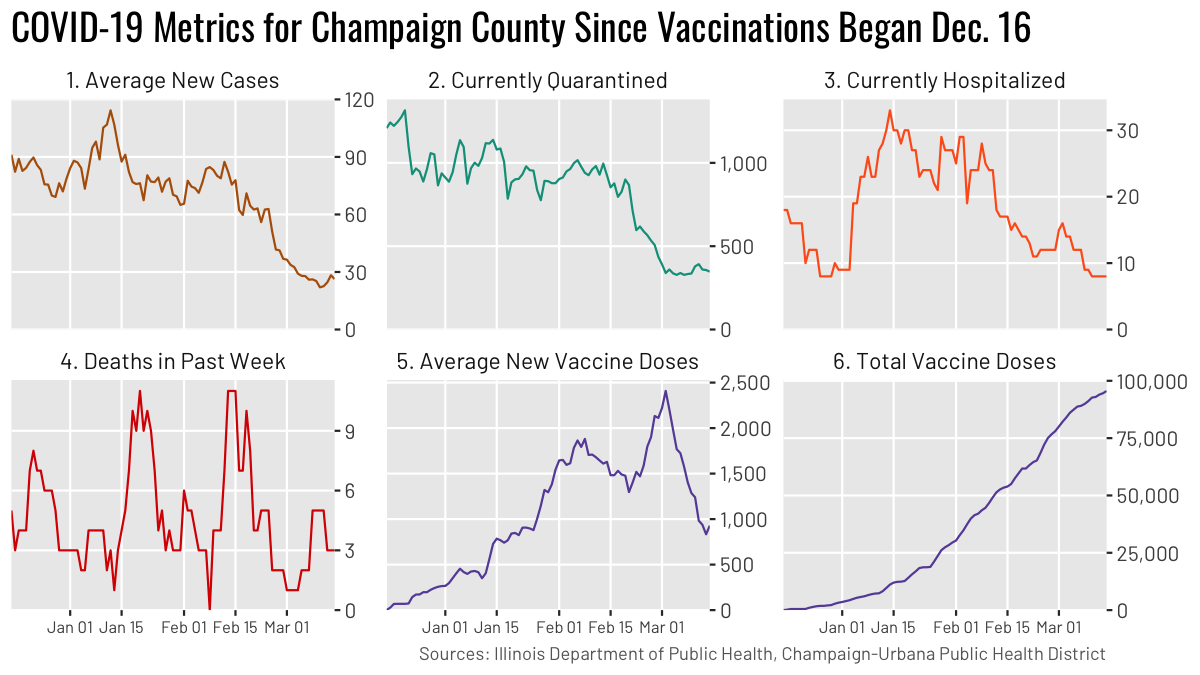 COVID-19 Metrics for Champaign County Since Vaccinations Began Dec. 16
1. Average New Cases
2. Currently Quarantined
3. Currently Hospitalized
120
90
60
30
0
1,000
500
0
30
20
10
0
4. Deaths in Past Week
5. Average New Vaccine Doses
6. Total Vaccine Doses
9
6
3
0
2,500
2,000
1,500
1,000
500
0
100,000
75,000
50,000
25,000
0
Jan 01 Jan 15 Feb 01 Feb 15 Mar 01
Jan 01 Jan 15 Feb 01 Feb 15 Mar 01
Jan 01 Jan 15 Feb 01 Feb 15 Mar 01
Sources: Illinois Department of Public Health, Champaign-Urbana Public Health District